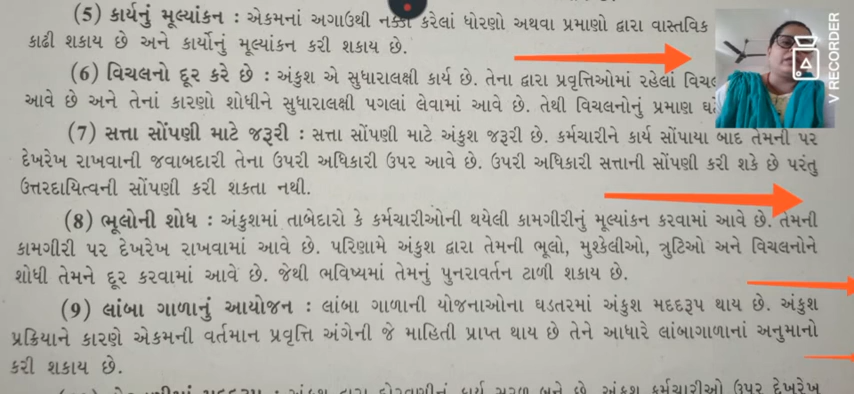 (5) કાર્યનું મૂલ્યાંકન : એકમનાં અગાઉથી નક્કી કરેલાં ધોરણો અથવા પ્રમાણો દ્વારા વાસ્તવિક
કાઢી શકાય છે અને કાર્યોનું મૂલ્યાંકન કરી શકાય છે.
(6) વિચલનો દૂર કરે છે : અંકુશ એ સુધારાલક્ષી કાર્ય છે. તેના દ્વારા પ્રવૃત્તિઓમાં રહેલાં
આવે છે અને તેનાં કારણો શોધીને સુધારાલક્ષી પગલાં લેવામાં આવે છે. તેથી વિચલનોનું પ્રમાણ
(7) સત્તા સોંપણી માટે જરૂરી : સત્તા સોંપણી માટે અંકુશ જરૂરી છે. કર્મચારીને કાર્ય સોંપાયા બાદ તેમની પર
દેખરેખ રાખવાની જવાબદારી તેના ઉપરી અધિકારી ઉપર આવે છે. ઉપરી અધિકારી સત્તાની સોંપણી કરી શકે છે પરંતુ
ઉત્તરદાયિત્વની સોંપણી કરી શકતા નથી.
(8) ભૂલોની શોધ : અંકુશમાં તાબેદારો કે કર્મચારીઓની થયેલી કામગીરીનું મૂલ્યાંકન કરવામાં આવે છે. તેમની
કામગીરી પર દેખરેખ રાખવામાં આવે છે. પરિણામે અંકુશ દ્વારા તેમની ભૂલો, મુશ્કેલીઓ, ત્રુટિઓ અને વિચલનોને
શોધી તેમને દૂર કરવામાં આવે છે. જેથી ભવિષ્યમાં તેમનું પુનરાવર્તન ટાળી શકાય છે.
(9) લાંબા ગાળાનું આયોજન : લાંબા ગાળાની યોજનાઓના ઘડતરમાં અંકુશ મદદરૂપ થાય છે. અંકુશ
પ્રક્રિયાને કારણે એકમની વર્તમાન પ્રવૃત્તિ અંગેની જે માહિતી પ્રાપ્ત થાય છે તેને આધારે લાંબાગાળાનાં અનુમાનો
કરી શકાય છે.
V RECORDER